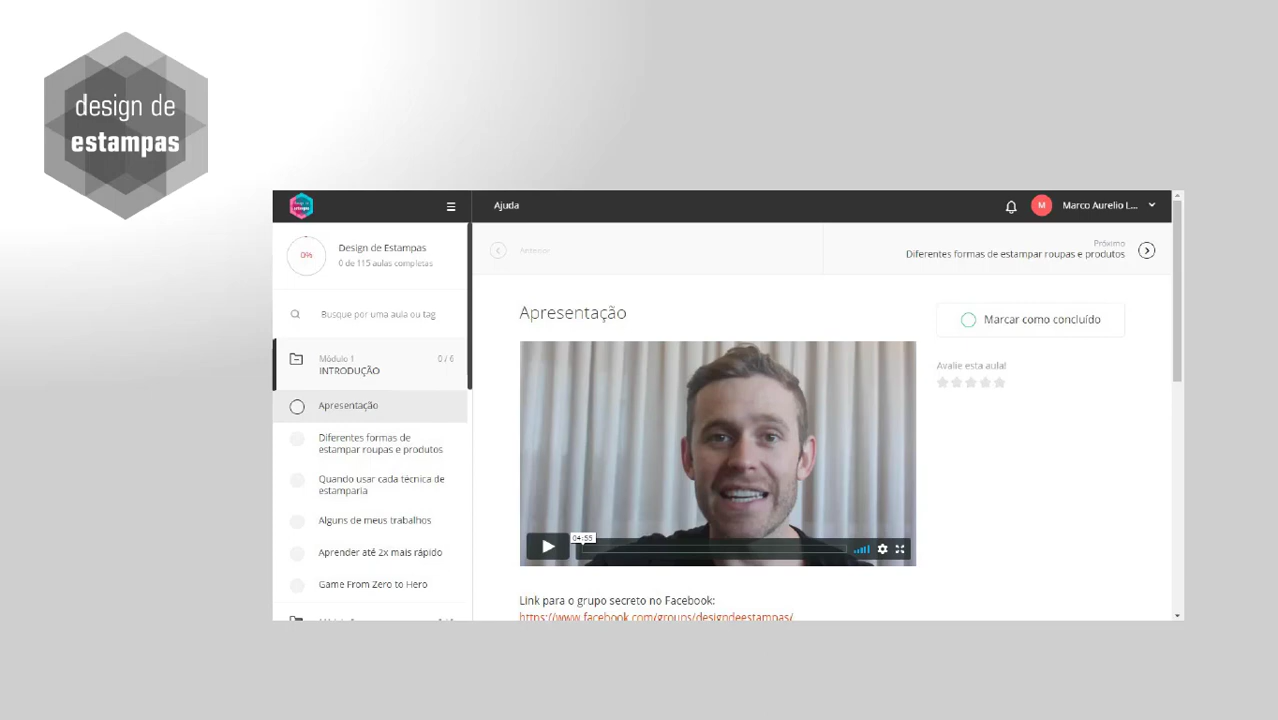 design de
estampas
Ajuda
M
Marco Aurelio L...
0%
Design de Estampas
0 de 115 aulas completas
Anterior
Próximo
Diferentes formas de estampar roupas e produtos
Busque por uma aula ou tag
Módulo 1
0 / 6
INTRODUÇÃO
Apresentação
Diferentes formas de
estampar roupas e produtos
Quando usar cada técnica de
estamparia
Alguns de meus trabalhos
Aprender até 2x mais rápido
Game From Zero to Hero
Apresentação
04:55
Link para o grupo secreto no Facebook:
https://www.facebook.com/groups/designdeestampas/
Marcar como concluído
Avalie esta aula!